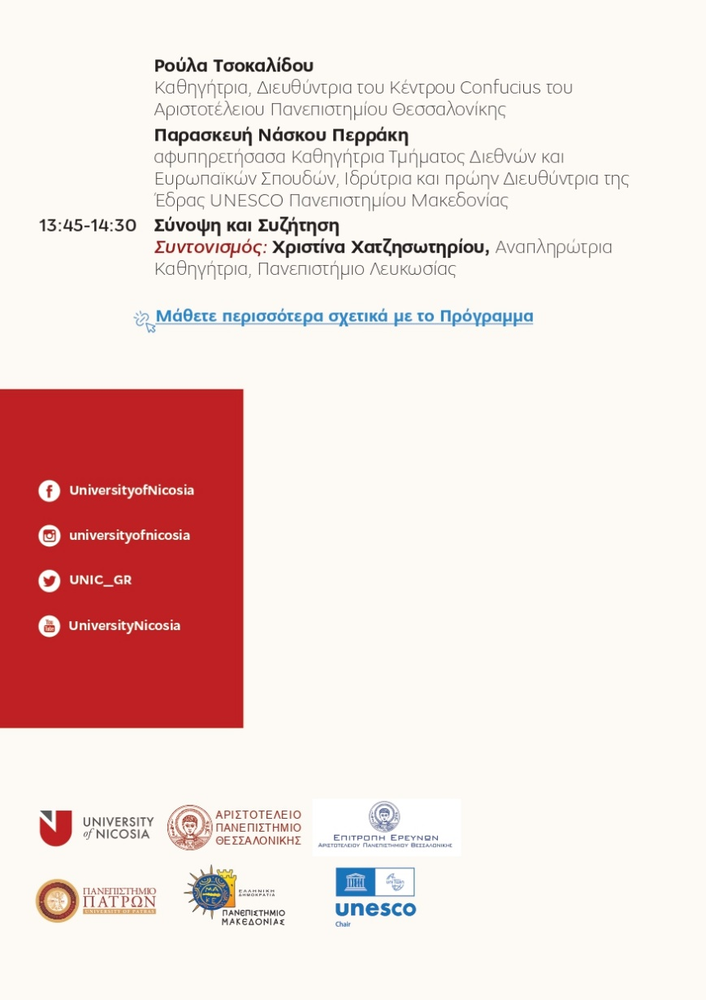 Ρούλα Τσοκαλίδου
Καθηγήτρια, Διευθύντρια του Κέντρου Confucius του
Αριστοτέλειου Πανεπιστημίου Θεσσαλονίκης
Παρασκευή Νάσκου Περράκη
αφυπηρετήσασα Καθηγήτρια Τμήματος Διεθνών και
Ευρωπαϊκών Σπουδών, Ιδρύτρια και πρώην Διευθύντρια της
Έδρας UNESCO Πανεπιστημίου Μακεδονίας
13:45-14:30 Σύνοψη και Συζήτηση
Συντονισμός: Χριστίνα Χατζησωτηρίου, Αναπληρώτρια
Καθηγήτρια, Πανεπιστήμιο Λευκωσίας
Μάθετε περισσότερα σχετικά με το Πρόγραμμα
UniversityofNicosia
universityofnicosia
UNIC_GR
You Tube
UniversityNicosia
UNIVERSITY
of NICOSIA
ΑΡΙΣΤΟΤΕΛΕΙΟ
ΠΑΝΕΠΙΣΤΗΜΙΟ
ΘΕΣΣΑΛΟΝΙΚΗΣ
ΕΠΙΤΡΟΠΗ ΕΡΕΥΝΩΝ
ΑΡΙΣΤΟΤΕΛΕΙΟΥ ΠΑΝΕΠΙΣΤΗΜΙΟΥ ΘΕΣΣΑΛΟΝΙΚΗΣ
ΠΑΝΕΠΙΣΤΗΜΙΟ
ΠΑΤΡΩΝ
UNIVERSITY OF PATRAS
ΜΑ
ΚΕ
ΕΛΛΗΝΙΚΗ
ΔΗΜΟΚΡΑΤΙΑ
ΠΑΝΕΠΙΣΤΗΜΙΟ
ΜΑΚΕΔΟΝΙΑΣ
unesco
Chair